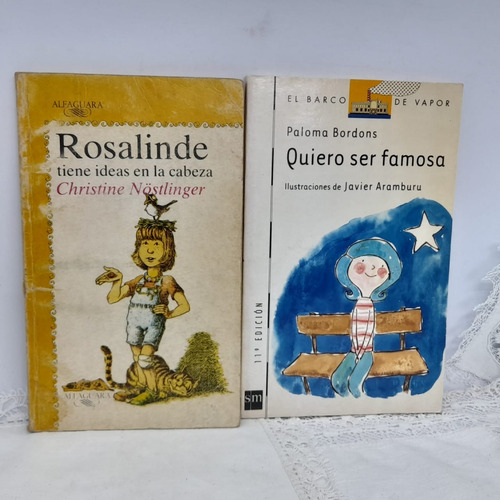 ALFAGUARA
Rosalinde
tiene ideas en la cabeza
Christine Nöstlinger
ALFAGUARA
EL BARCO DE VAPOR
Paloma Bordons
Quiero ser famosa
Ilustraciones de Javier Aramburu
11ª EDICIÓN
sm